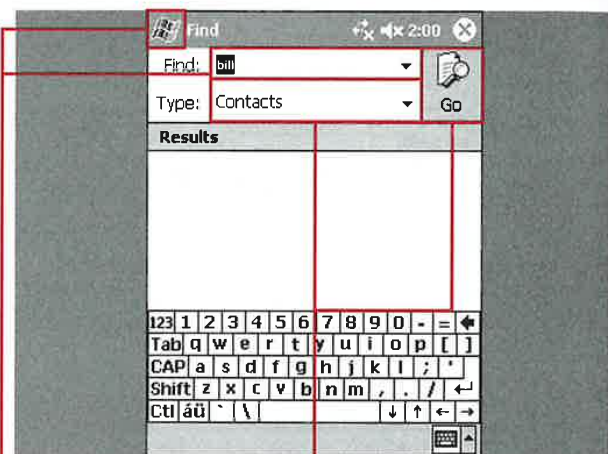 Find 2:00
Find: bill
Type: Contacts
Go
Results
123 1 2 3 4 5 6 7 8 9 0 - =
Tab q w e r t y u i o p [ ]
CAP a s d f g h j k l ; '
Shift z x c v b n m , . /
Ctl áü ` \